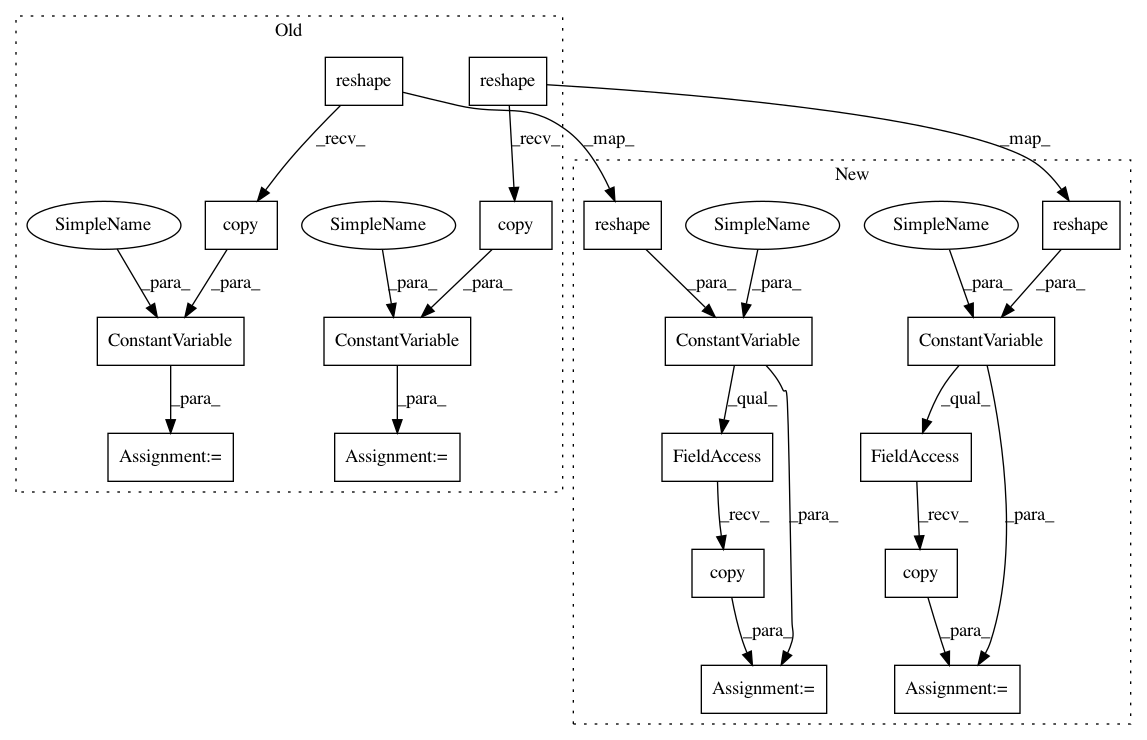 Old
reshape
reshape
_recv_
_recv_
_map_
_map_
New
SimpleName
copy
SimpleName
copy
reshape
SimpleName
SimpleName
reshape
_para_
_para_
_para_
_para_
_para_
_para_
_para_
_para_
ConstantVariable
ConstantVariable
ConstantVariable
ConstantVariable
_para_
_para_
_qual_
_qual_
Assignment:=
Assignment:=
FieldAccess
FieldAccess
_recv_
_para_
_recv_
_para_
copy
copy
_para_
_para_
Assignment:=
Assignment:=